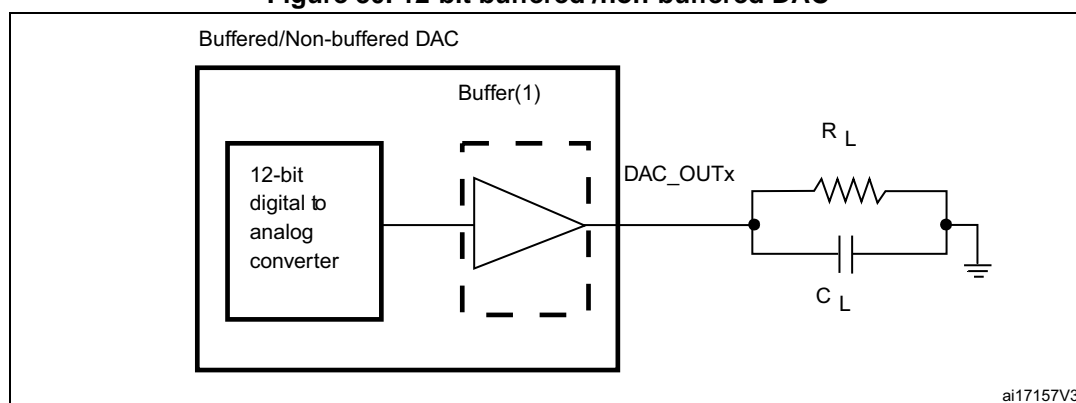 Figure 12-bit buffered /non-buffered DAC
Buffered/Non-buffered DAC
Buffer(1)
12-bit
digital to
analog
converter
DAC_OUTx
R L
C L
ai17157V3